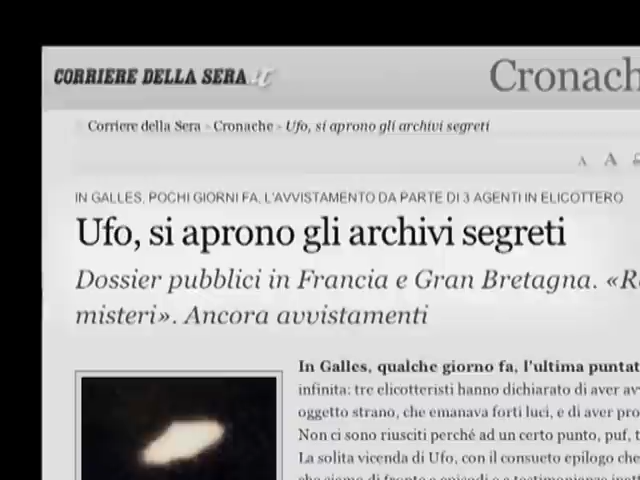 CORRIERE DELLA SERA.it
Cronach
Corriere della Sera - Cronache - Ufo, si aprono gli archivi segreti
A A
IN GALLES, POCHI GIORNI FA, L'AVVISTAMENTO DA PARTE DI 3 AGENTI IN ELICOTTERO
Ufo, si aprono gli archivi segreti
Dossier pubblici in Francia e Gran Bretagna. «R
misteri». Ancora avvistamenti
In Galles, qualche giorno fa, l'ultima puntat
infinita: tre elicotteristi hanno dichiarato di aver av
oggetto strano, che emanava forti luci, e di aver pro
Non ci sono riusciti perché ad un certo punto, puf, t
La solita vicenda di Ufo, con il consueto epilogo che